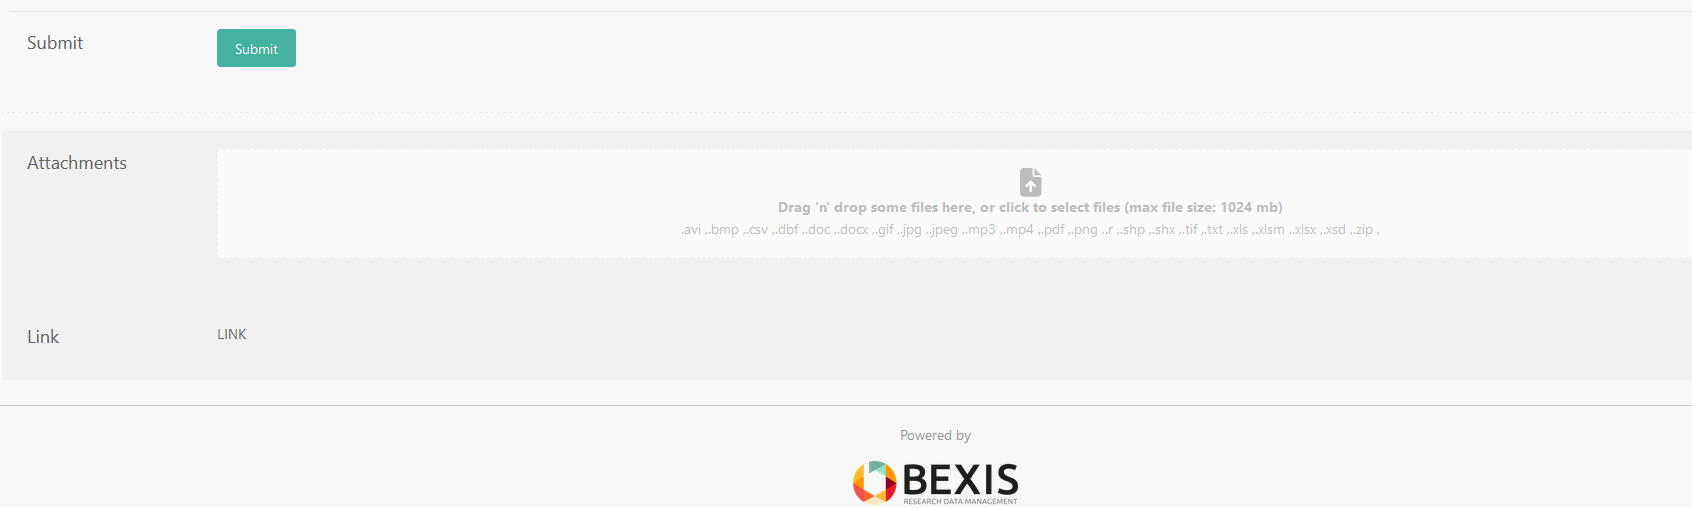 Submit
Submit
Attachments
Drag 'n' drop some files here, or click to select files (max file size: 1024 mb)
.avi ,.bmp ,.csv ,.dbf ,.doc ,.docx ,.gif ,.jpg ,.jpeg ,.mp3 ,.mp4 ,.pdf ,.png ,.r ,.shp ,.shx ,.tif ,.txt ,.xls ,.xlsm ,.xlsx ,.xsd ,.zip ,
Link
LINK
Powered by
BEXIS
RESEARCH DATA MANAGEMENT